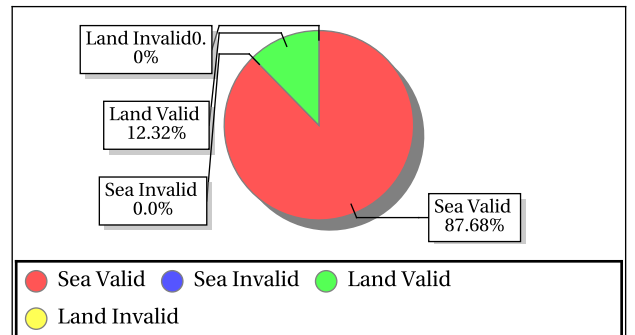 Land Invalid0.
0%
Land Valid
12.32%
Sea Invalid
0.0%
Sea Valid
87.68%
Sea Valid Sea Invalid Land Valid
Land Invalid